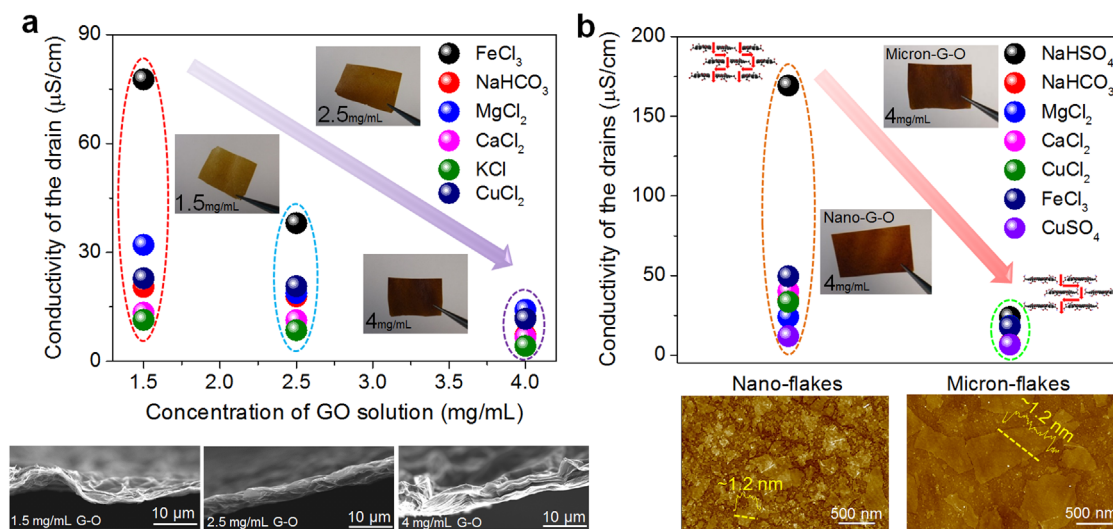 a
Conductivity of the drain (µS/cm)
90
60
30
0
1.5
2.0
2.5
3.0
3.5
4.0
Concentration of GO solution (mg/mL)
2.5mg/mL
1.5mg/mL
4mg/mL
FeCl3
NaHCO3
MgCl2
CaCl2
KCl
CuCl2
1.5 mg/mL G-O
10 µm
2.5 mg/mL G-O
10 µm
4 mg/mL G-O
10 µm
b
Conductivity of the drains (µS/cm)
200
150
100
50
0
Micron-G-O
4mg/mL
Nano-G-O
4mg/mL
NaHSO4
NaHCO3
MgCl2
CaCl2
CuCl2
FeCl3
CuSO4
Nano-flakes
Micron-flakes
~1.2 nm
500 nm
~1.2 nm
500 nm